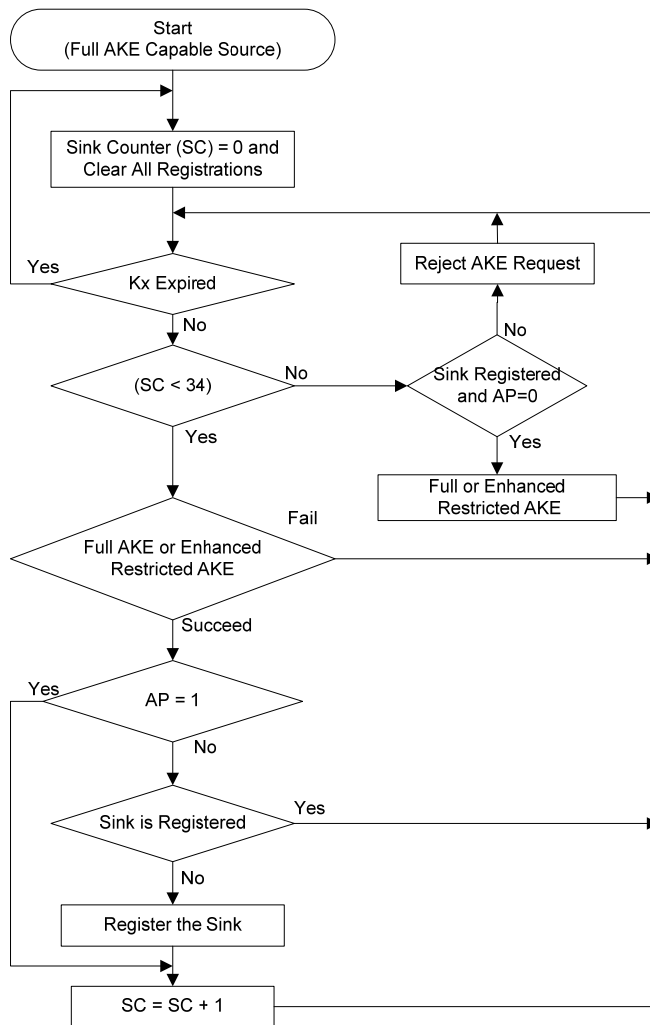 Start
(Full AKE Capable Source)
Sink Counter (SC) = 0 and
Clear All Registrations
Yes
Kx Expired
Reject AKE Request
No
No
(SC < 34)
No
Sink Registered
and AP=0
Yes
Yes
Full or Enhanced
Restricted AKE
Fail
Full AKE or Enhanced
Restricted AKE
Succeed
Yes
AP = 1
No
Sink is Registered
Yes
No
Register the Sink
SC = SC + 1